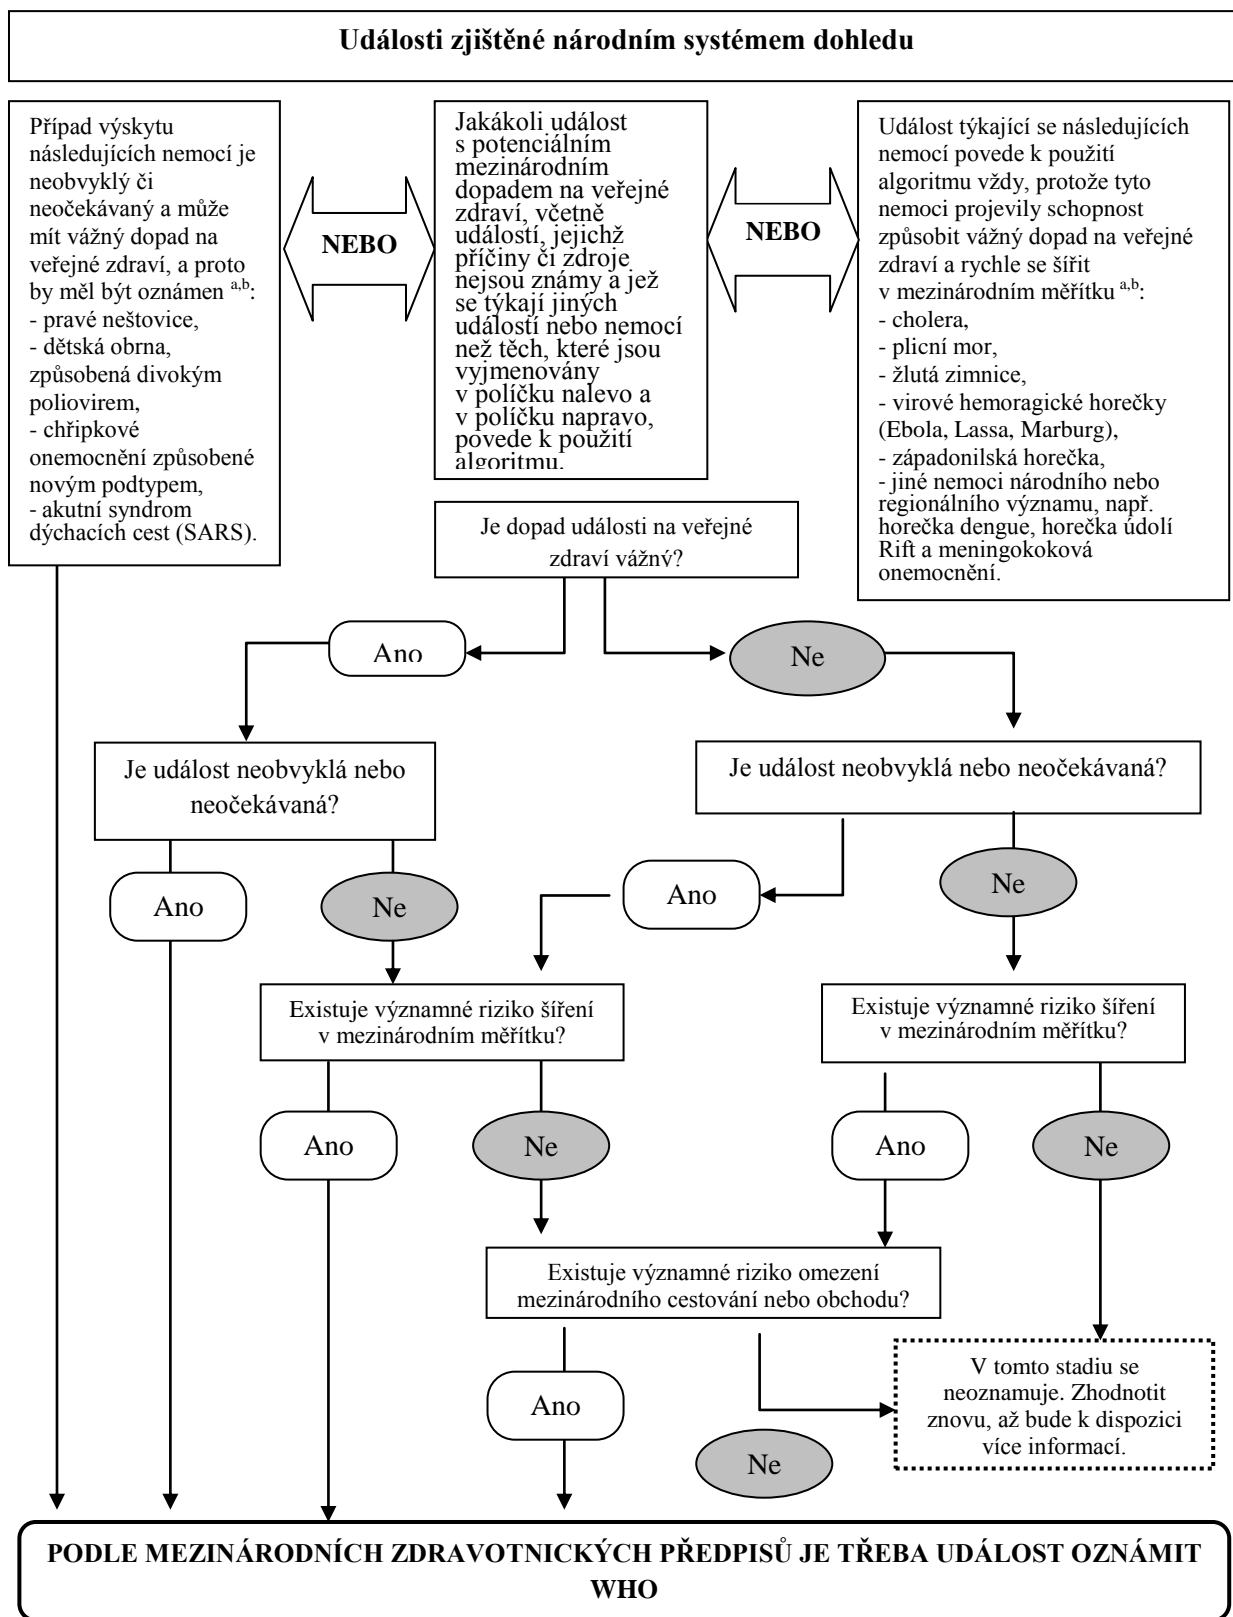 Události zjištěné národním systémem dohledu
Případ výskytu
následujících nemocí je
neobvyklý či
neočekávaný a může
mít vážný dopad na
veřejné zdraví, a proto
by měl být oznámen a,b:
- pravé neštovice,
- dětská obrna,
způsobená divokým
poliovirem,
- chřipkové
onemocnění způsobené
novým podtypem,
- akutní syndrom
dýchacích cest (SARS).
NEBO
Jakákoli událost
s potenciálním
mezinárodním
dopadem na veřejné
zdraví, včetně
událostí, jejichž
příčiny či zdroje
nejsou známy a jež
se týkají jiných
událostí nebo nemocí
než těch, které jsou
vyjmenovány
v políčku nalevo a
v políčku napravo,
povede k použití
algoritmu.
NEBO
Událost týkající se následujících
nemocí povede k použití
algoritmu vždy, protože tyto
nemoci projevily schopnost
způsobit vážný dopad na veřejné
zdraví a rychle se šířit
v mezinárodním měřítku a,b:
- cholera,
- plicní mor,
- žlutá zimnice,
- virové hemoragické horečky
(Ebola, Lassa, Marburg),
- západonilská horečka,
- jiné nemoci národního nebo
regionálního významu, např.
horečka dengue, horečka údolí
Rift a meningokoková
onemocnění.
Je dopad události na veřejné
zdraví vážný?
Ano
Ne
Je událost neobvyklá nebo
neočekávaná?
Je událost neobvyklá nebo neočekávaná?
Ano
Ne
Ano
Ne
Existuje významné riziko šíření
v mezinárodním měřítku?
Existuje významné riziko šíření
v mezinárodním měřítku?
Ano
Ne
Ano
Ne
Existuje významné riziko omezení
mezinárodního cestování nebo obchodu?
Ano
Ne
V tomto stadiu se
neoznamuje. Zhodnotit
znovu, až bude k dispozici
více informací.
PODLE MEZINÁRODNÍCH ZDRAVOTNICKÝCH PŘEDPISŮ JE TŘEBA UDÁLOST OZNÁMIT
WHO